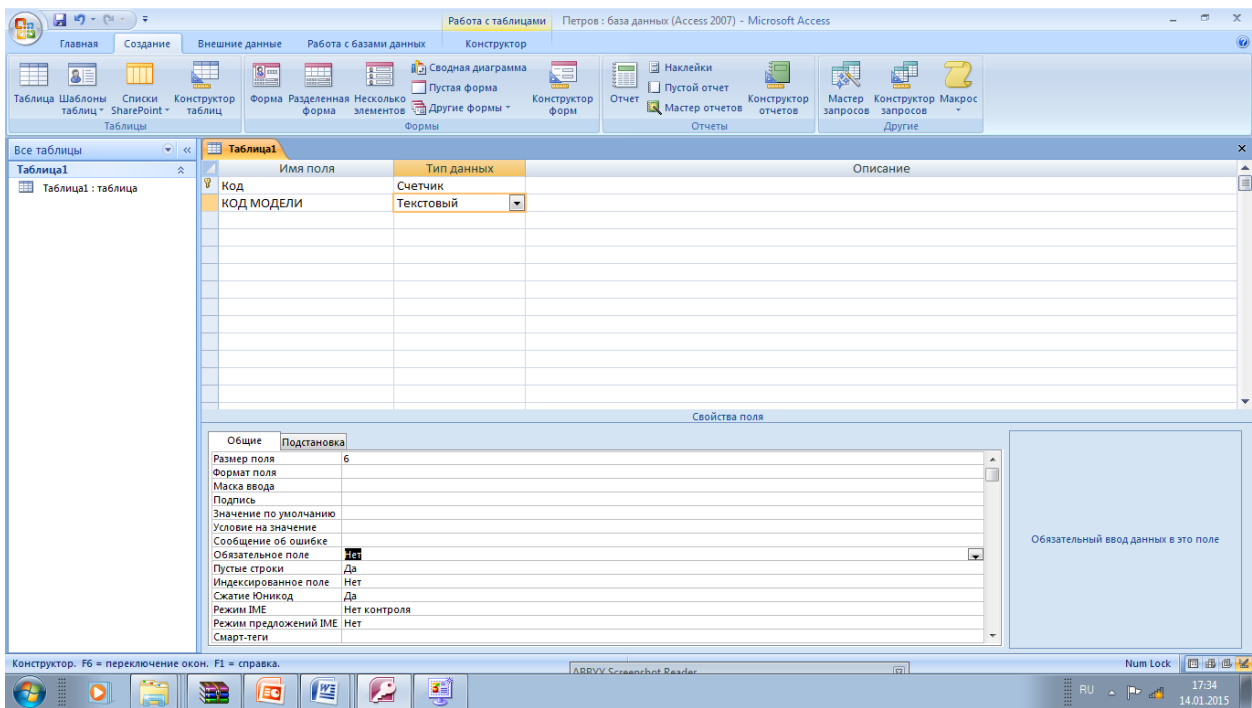 Работа с таблицами Петров : база данных (Access 2007) - Microsoft Access
Главная Создание Внешние данные Работа с базами данных Конструктор
Таблица
Шаблоны
таблиц
Списки
SharePoint
Конструктор
таблиц
Таблицы
Форма
Разделенная
форма
Несколько
элементов
Сводная диаграмма
Пустая форма
Другие формы
Конструктор
форм
Формы
Отчет
Наклейки
Пустой отчет
Мастер отчетов
Конструктор
отчетов
Отчеты
Мастер
запросов
Конструктор
запросов
Макрос
Другие
Все таблицы
Таблица1
Таблица1 : таблица
Таблица1
Имя поля Тип данных Описание
Код Счетчик
КОД МОДЕЛИ Текстовый
Свойства поля
Общие Подстановка
Размер поля 6
Формат поля
Маска ввода
Подпись
Значение по умолчанию
Условие на значение
Сообщение об ошибке
Обязательное поле Нет
Пустые строки Да
Индексированное поле Нет
Сжатие Юникод Да
Режим IME Нет контроля
Режим предложений IME Нет
Смарт-теги
Обязательный ввод данных в это поле
Конструктор. F6 = переключение окон. F1 = справка.
ABBYY Screenshot Reader
Num Lock
RU
17:34
14.01.2015